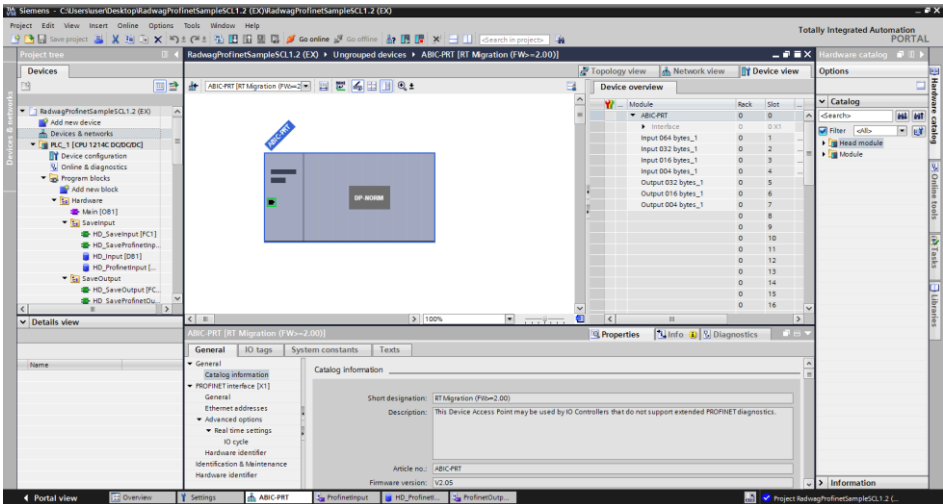 Siemens - C:\Users\user\Desktop\RadwagProfinetSampleSCL1.2 (EX)\RadwagProfinetSampleSCL1.2 (EX)
Project Edit View Insert Online Options Tools Window Help
Totally Integrated Automation
PORTAL
Save project Go online Go offline <Search in project>
Project tree
RadwagProfinetSampleSCL1.2 (EX) Ungrouped devices ABIC-PRT [RT Migration (FW>=2.00)]
Hardware catalog
Devices
Topology view Network view Device view
Options
ABIC-PRT [RT Migration (FW>=2
Device overview
Module Rack Slot
RadwagProfinetSampleSCL1.2 (EX)
Add new device
Devices & networks
PLC_1 [CPU 1214C DC/DC/DC]
Device configuration
Online & diagnostics
Program blocks
Add new block
Hardware
Main [OB1]
SaveInput
HD_SaveInput [FC1]
HD_SaveProfinetInp...
HD_Input [DB1]
HD_ProfinetInput [...
SaveOutput
HD_SaveOutput [FC...
HD_SaveProfinetOu...
ABIC-PRT
DP-NORM
100%
ABIC-PRT 0 0
Interface 0 0 X1
Input 064 bytes_1 0 1
Input 032 bytes_1 0 2
Input 016 bytes_1 0 3
Input 004 bytes_1 0 4
Output 032 bytes_1 0 5
Output 016 bytes_1 0 6
Output 004 bytes_1 0 7
0 8
0 9
0 10
0 11
0 12
0 13
0 14
0 15
0 16
Catalog
<Search>
Filter <All>
Head module
Module
Information
Hardware catalog
Online tools
Tasks
Libraries
Devices & networks
Details view
Name
ABIC-PRT [RT Migration (FW>=2.00)]
Properties Info Diagnostics
General IO tags System constants Texts
General
Catalog information
PROFINET interface [X1]
General
Ethernet addresses
Advanced options
Real time settings
IO cycle
Hardware identifier
Identification & Maintenance
Hardware identifier
Catalog information
Short designation: RT Migration (FW>=2.00)
Description: This Device Access Point may be used by IO Controllers that do not support extended PROFINET diagnostics.
Article no.: ABIC-PRT
Firmware version: V2.05
Portal view Overview Settings ABIC-PRT ProfinetInput HD_Profineti... ProfinetOutp...
Project RadwagProfinetSampleSCL1.2 (...